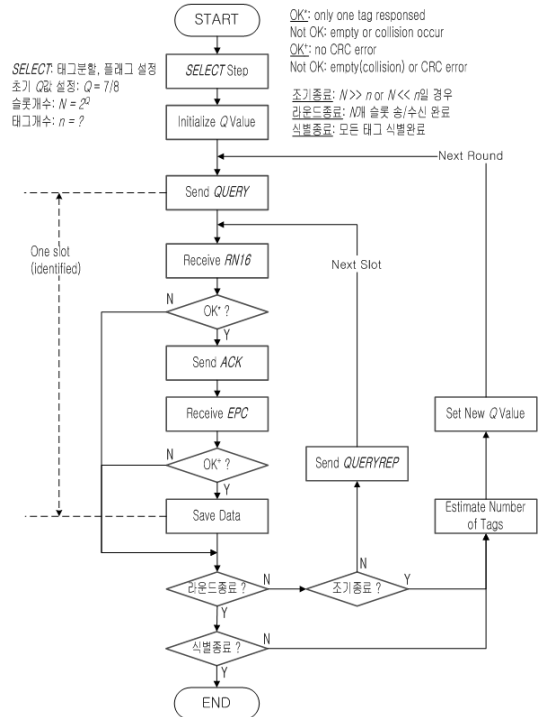 START
OK*: only one tag responsed
Not OK: empty or collision occur
OK+: no CRC error
Not OK: empty(collision) or CRC error
SELECT: 태그분할, 플래그 설정
초기 Q값 설정: Q = 7/8
슬롯개수: N = 2^Q
태그개수: n = ?
조기종료: N >> n or N << n일 경우
라운드종료: N개 슬롯 송/수신 완료
식별종료: 모든 태그 식별완료
SELECT Step
Initialize Q Value
Next Round
Send QUERY
One slot
(identified)
Receive RN16
Next Slot
N
OK* ?
Y
Send ACK
Receive EPC
Set New Q Value
N
OK+ ?
Y
Send QUERYREP
Save Data
Estimate Number
of Tags
라운드종료 ?
N
Y
조기종료 ?
N
Y
식별종료 ?
N
Y
END